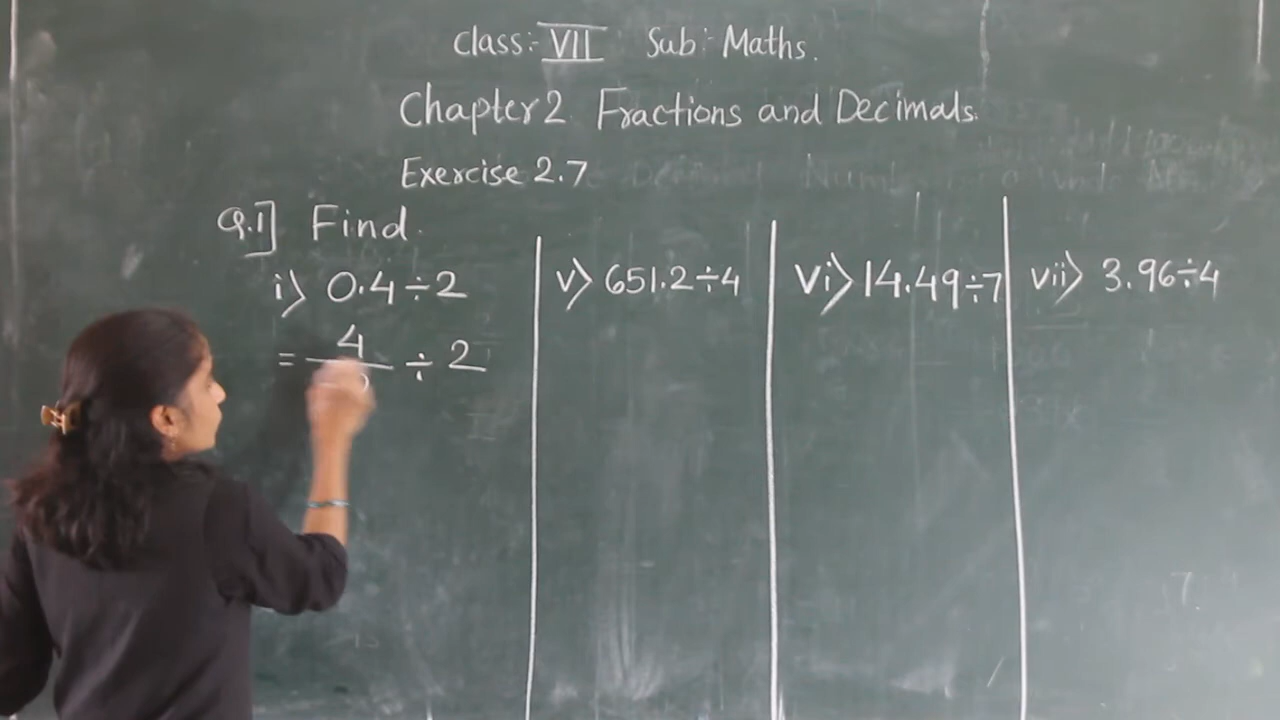 Class:- VII Sub:- Maths.
Chapter 2 Fractions and Decimals.
Exercise 2.7
Q.1] Find.
i) 0.4÷2
= 4
÷ 2
v) 651.2÷4
vi) 14.49÷7
vii) 3.96÷4